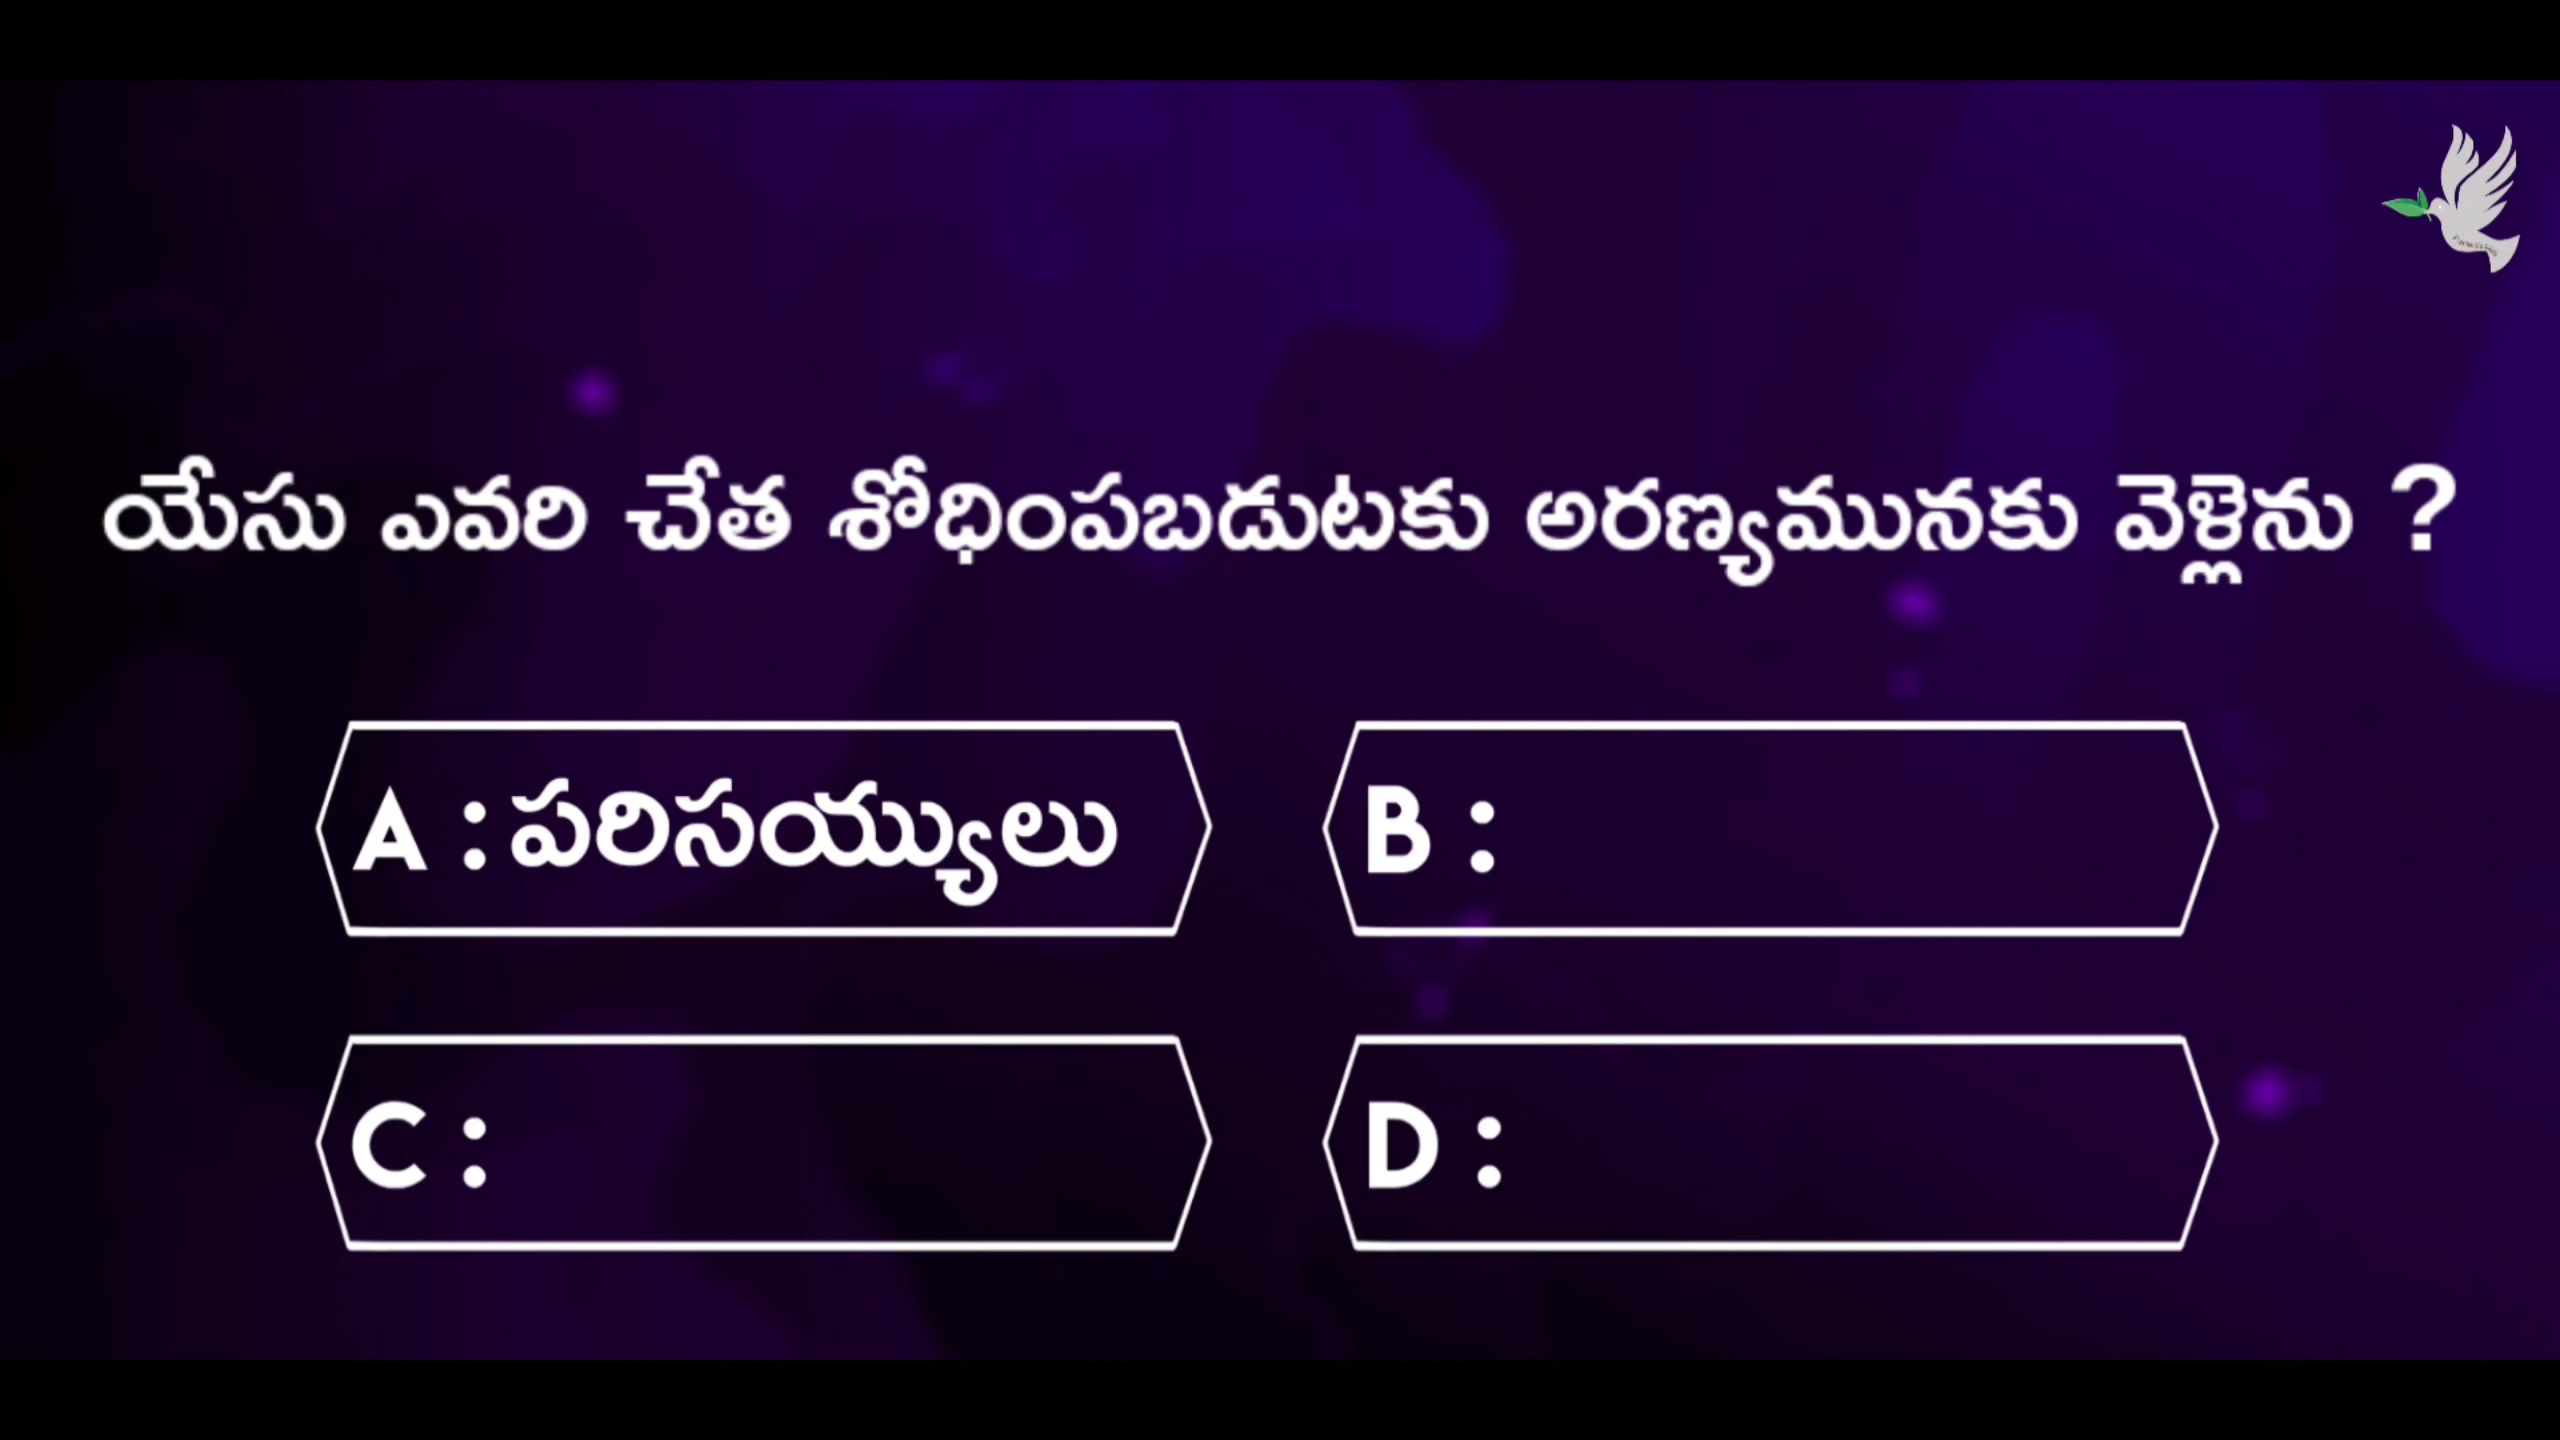 యేసు ఎవరి చేత శోధింపబడుటకు అరణ్యమునకు వెళ్లెను ?
A : పరిసయ్యులు
B :
C :
D :